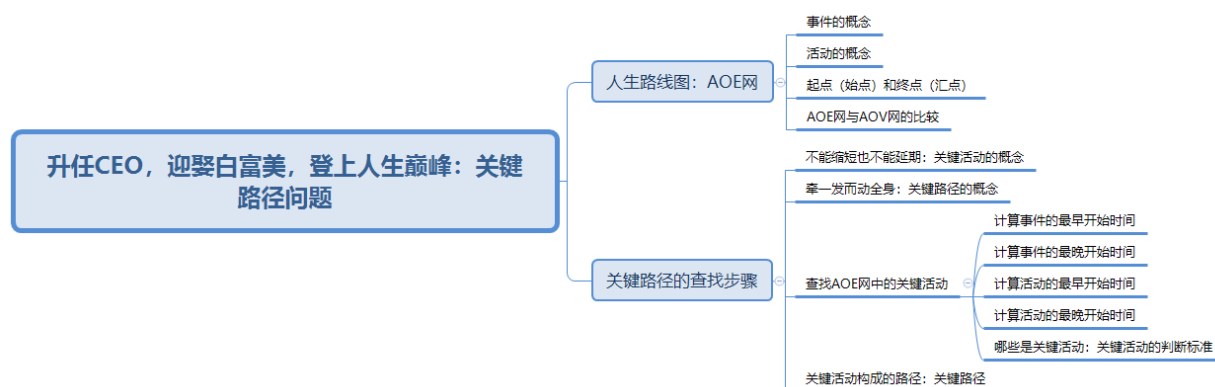 升任CEO，迎娶白富美，登上人生巅峰：关键
路径问题
人生路线图：AOE网
事件的概念
活动的概念
起点（始点）和终点（汇点）
AOE网与AOV网的比较
关键路径的查找步骤
不能缩短也不能延期：关键活动的概念
牵一发而动全身：关键路径的概念
查找AOE网中的关键活动
计算事件的最早开始时间
计算事件的最晚开始时间
计算活动的最早开始时间
计算活动的最晚开始时间
哪些是关键活动：关键活动的判断标准
关键活动构成的路径：关键路径